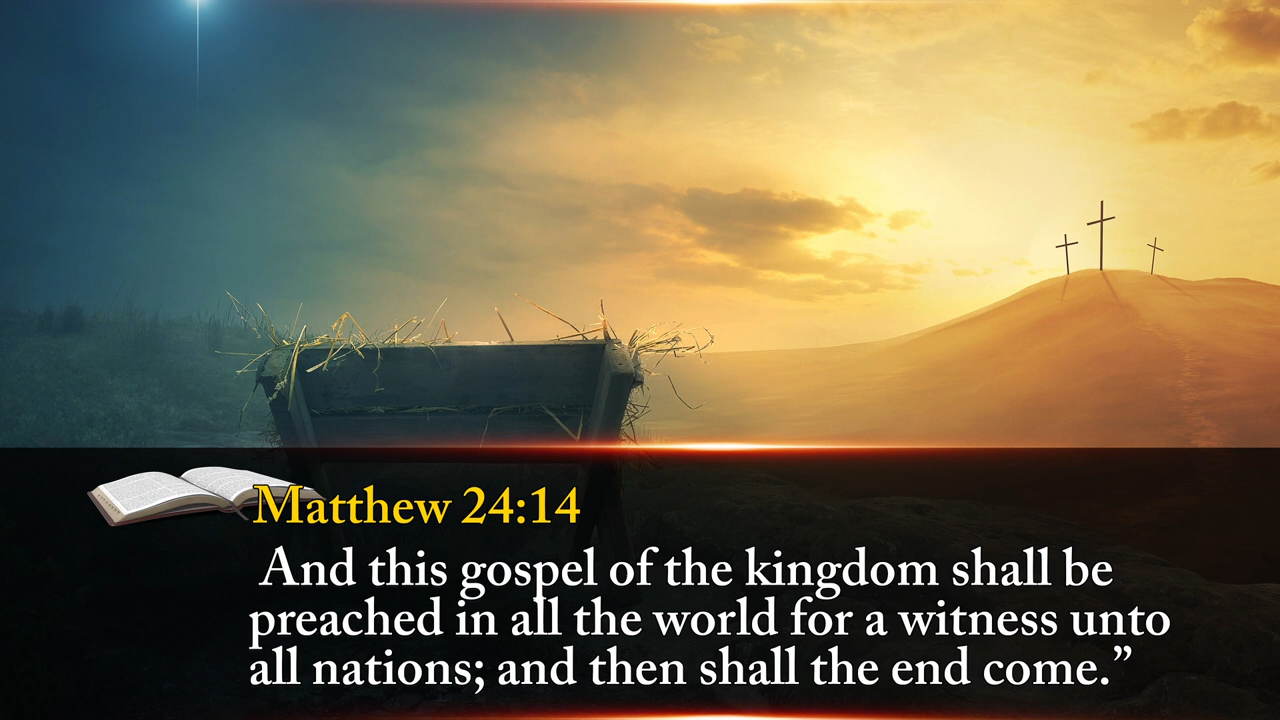 Matthew 24:14
And this gospel of the kingdom shall be
preached in all the world for a witness unto
all nations; and then shall the end come.”